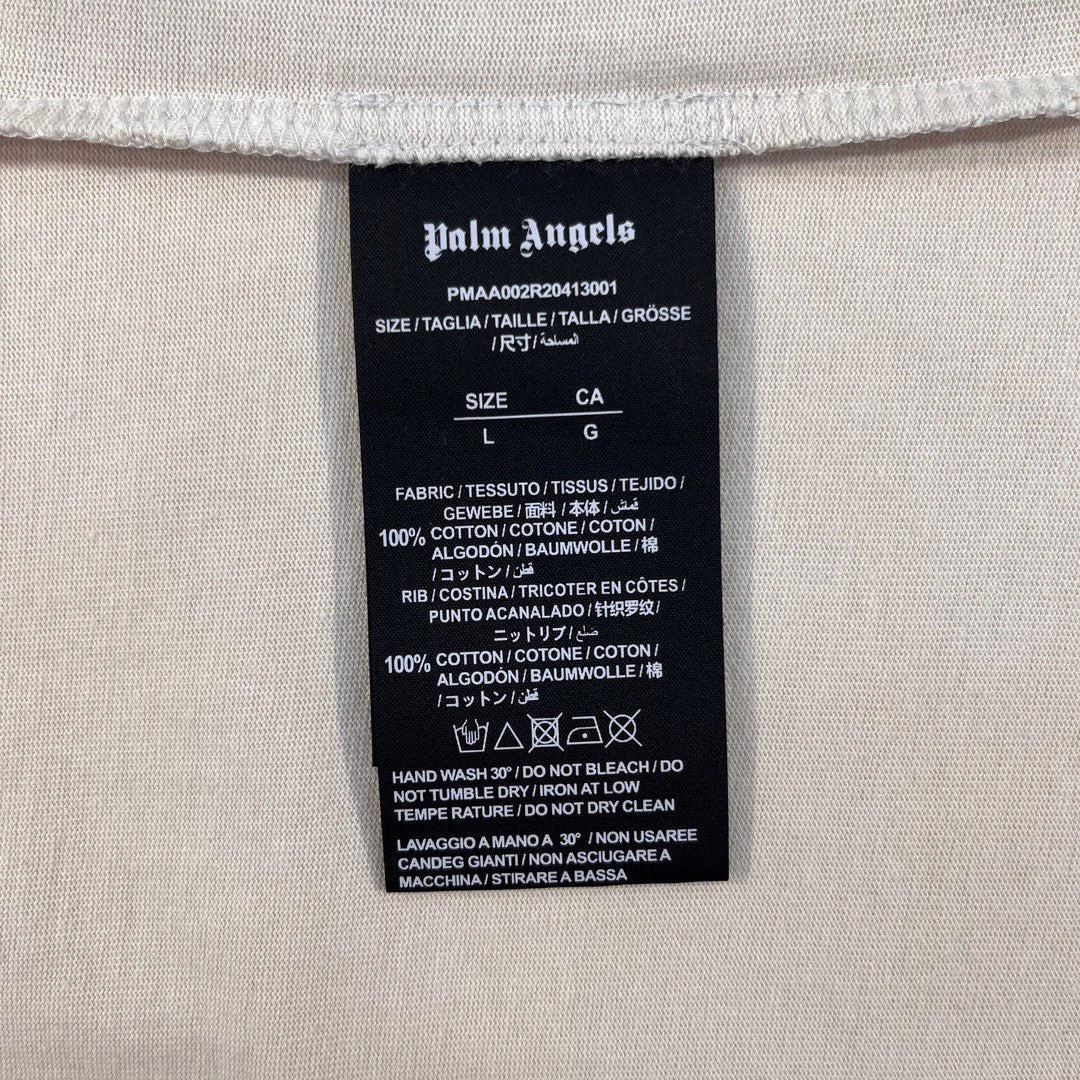 Palm Angels
PMAA002R20413001
SIZE / TAGLIA / TAILLE / TALLA / GRÖSSE
/ 尺寸 / المساحة
SIZE CA
L G
FABRIC / TESSUTO / TISSUS / TEJIDO /
GEWEBE / 面料 / 本体 / قمش
100% COTTON / COTONE / COTON /
ALGODÓN / BAUMWOLLE / 棉
/ コットン / قطن
RIB / COSTINA / TRICOTER EN CÔTES /
PUNTO ACANALADO / 针织罗纹 /
ニットリブ / ضلع
100% COTTON / COTONE / COTON /
ALGODÓN / BAUMWOLLE / 棉
/ コットン / قطن
HAND WASH 30° / DO NOT BLEACH / DO
NOT TUMBLE DRY / IRON AT LOW
TEMPE RATURE / DO NOT DRY CLEAN
LAVAGGIO A MANO A 30° / NON USAREE
CANDEG GIANTI / NON ASCIUGARE A
MACCHINA / STIRARE A BASSA